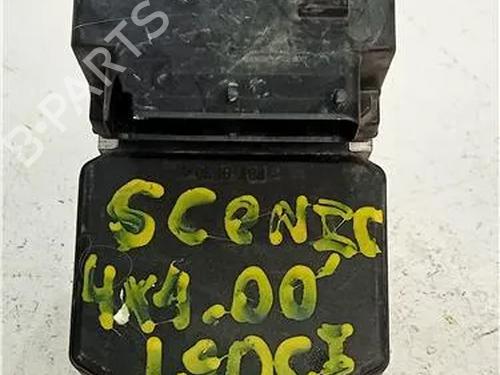 B-PARTS
SCENIC
4x4.00'
1.9DCI